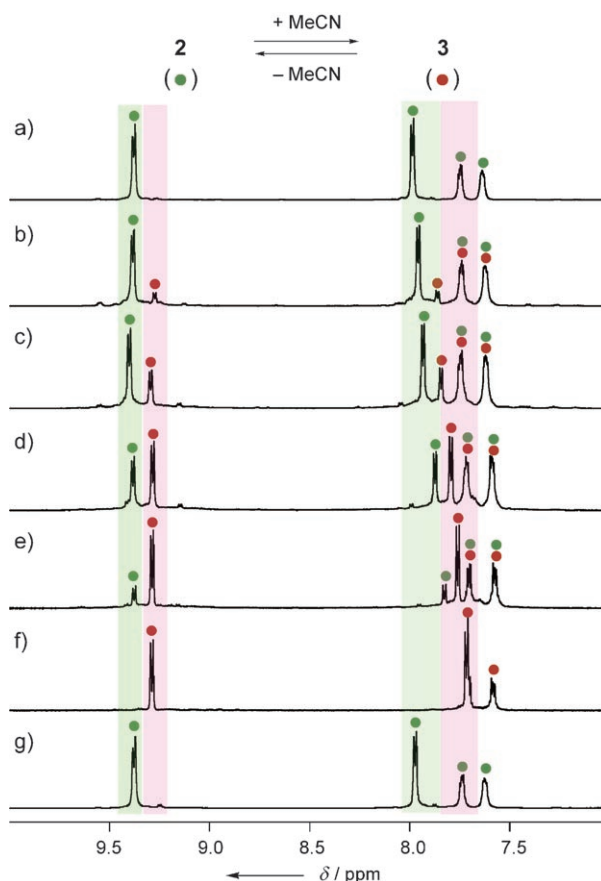 + MeCN
2 3
– MeCN
( ) ( )
a)
b)
c)
d)
e)
f)
g)
9.5 9.0 8.5 8.0 7.5
δ / ppm